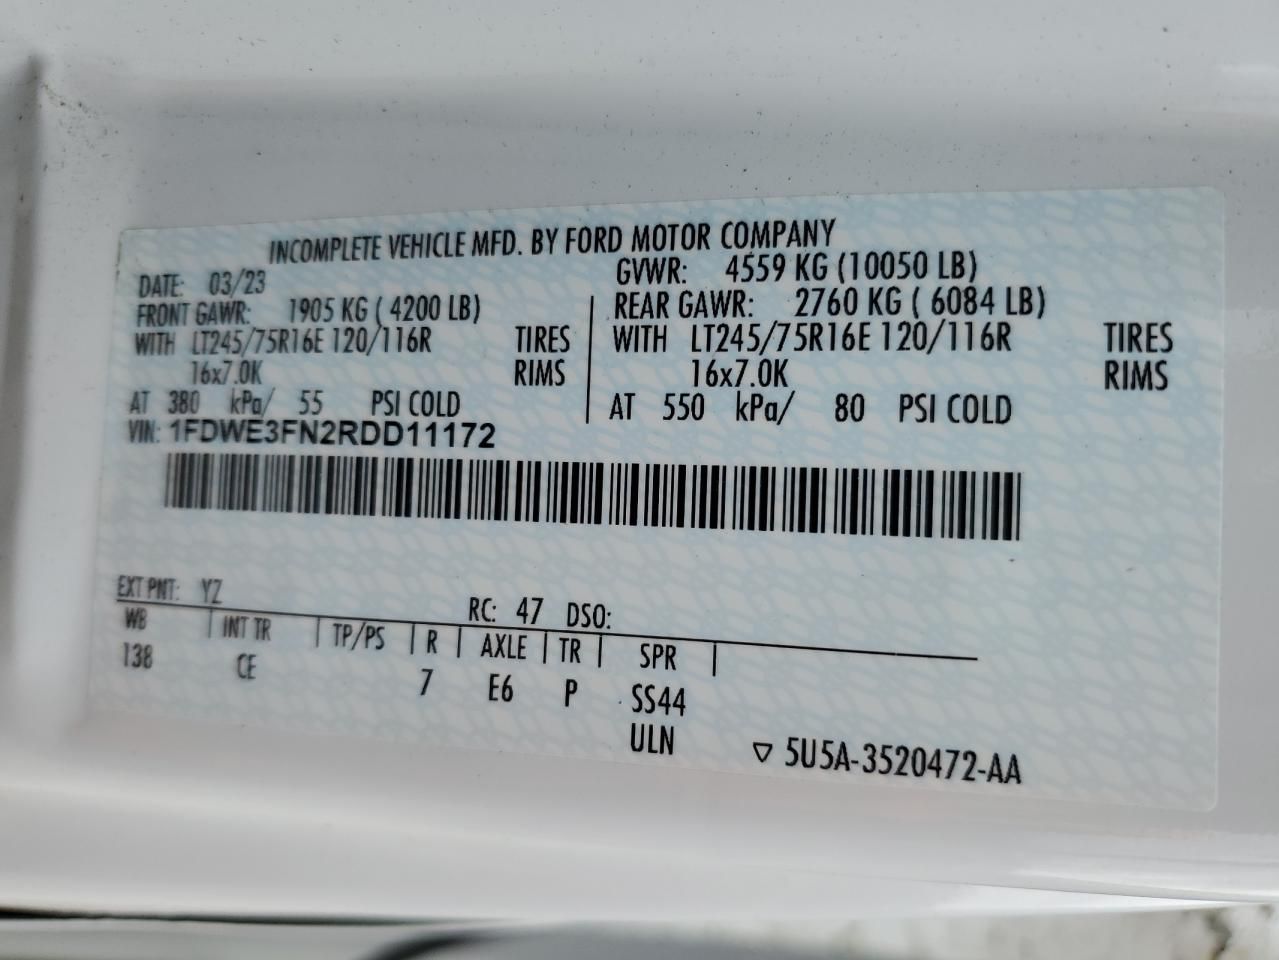 INCOMPLETE VEHICLE MFD. BY FORD MOTOR COMPANY
DATE: 03/23 GVWR: 4559 KG (10050 LB)
FRONT GAWR: 1905 KG ( 4200 LB) REAR GAWR: 2760 KG ( 6084 LB)
WITH LT245/75R16E 120/116R TIRES WITH LT245/75R16E 120/116R TIRES
16x7.0K RIMS 16x7.0K RIMS
AT 380 kPa/ 55 PSI COLD AT 550 kPa/ 80 PSI COLD
VIN: 1FDWE3FN2RDD11172
EXT PNT: YZ RC: 47 DSO:
WB INT TR TP/PS R AXLE TR SPR
138 CE 7 E6 P SS44
ULN ▽ 5U5A-3520472-AA